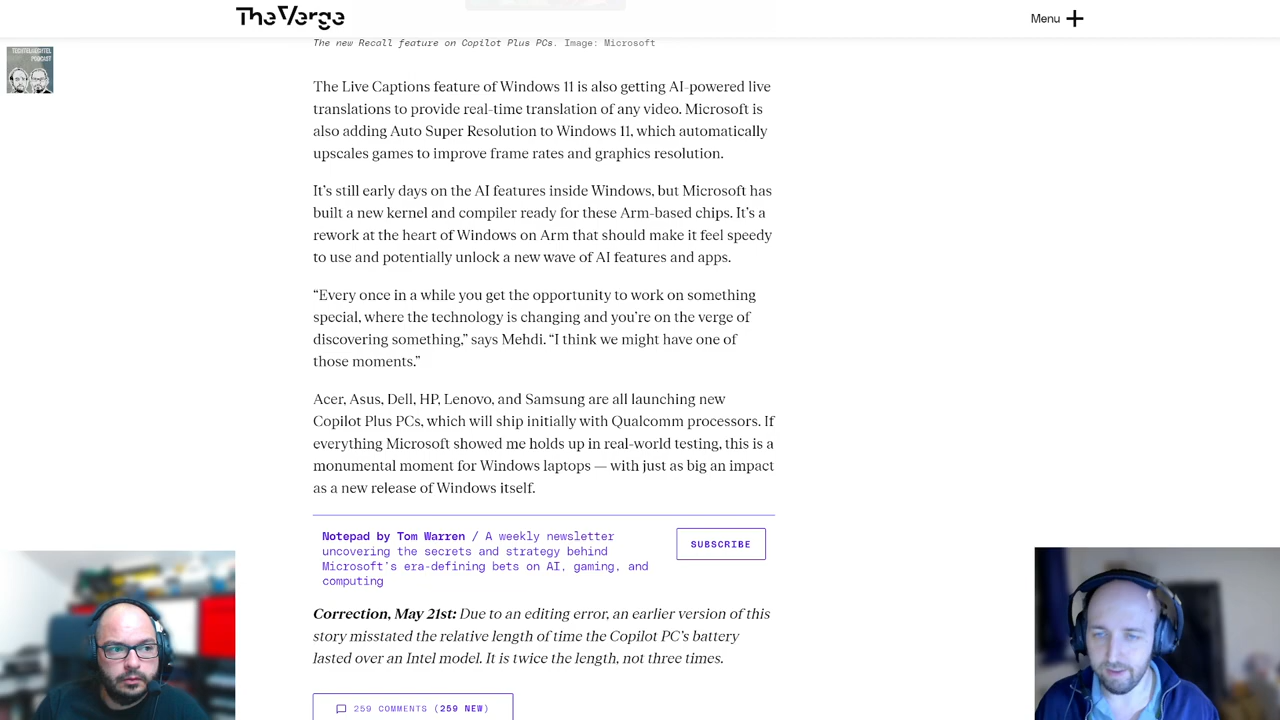 The Verge
Menu
TECHTELMECHTEL
PODCAST
The new Recall feature on Copilot Plus PCs. Image: Microsoft
The Live Captions feature of Windows 11 is also getting AI-powered live
translations to provide real-time translation of any video. Microsoft is
also adding Auto Super Resolution to Windows 11, which automatically
upscales games to improve frame rates and graphics resolution.
It’s still early days on the AI features inside Windows, but Microsoft has
built a new kernel and compiler ready for these Arm-based chips. It’s a
rework at the heart of Windows on Arm that should make it feel speedy
to use and potentially unlock a new wave of AI features and apps.
“Every once in a while you get the opportunity to work on something
special, where the technology is changing and you’re on the verge of
discovering something,” says Mehdi. “I think we might have one of
those moments.”
Acer, Asus, Dell, HP, Lenovo, and Samsung are all launching new
Copilot Plus PCs, which will ship initially with Qualcomm processors. If
everything Microsoft showed me holds up in real-world testing, this is a
monumental moment for Windows laptops — with just as big an impact
as a new release of Windows itself.
Notepad by Tom Warren / A weekly newsletter
uncovering the secrets and strategy behind
Microsoft’s era-defining bets on AI, gaming, and
computing
SUBSCRIBE
Correction, May 21st: Due to an editing error, an earlier version of this
story misstated the relative length of time the Copilot PC’s battery
lasted over an Intel model. It is twice the length, not three times.
259 COMMENTS (259 NEW)